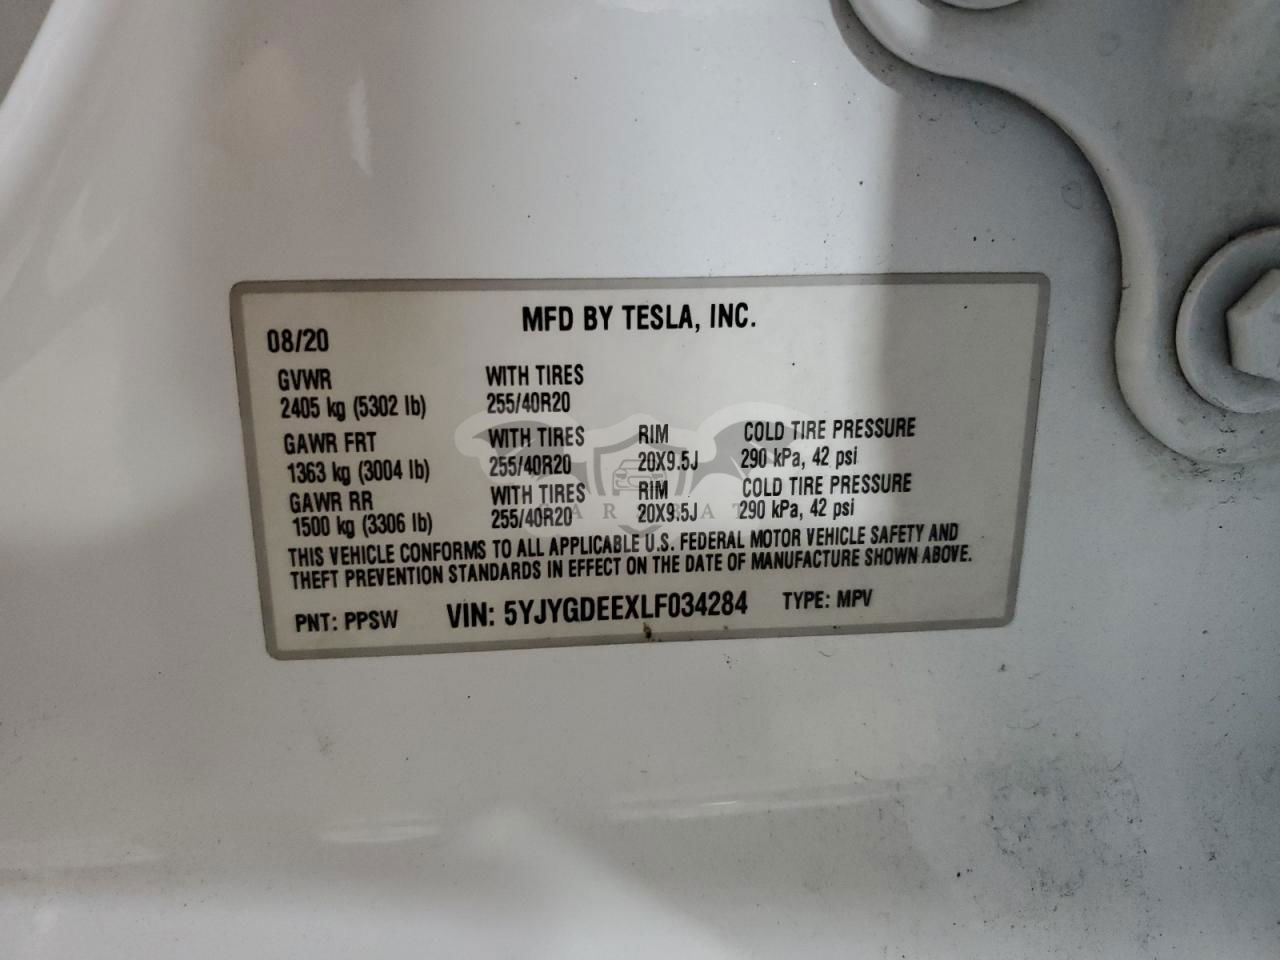 MFD BY TESLA, INC.
08/20
GVWR WITH TIRES
2405 kg (5302 lb) 255/40R20
GAWR FRT WITH TIRES RIM COLD TIRE PRESSURE
1363 kg (3004 lb) 255/40R20 20X9.5J 290 kPa, 42 psi
GAWR RR WITH TIRES RIM COLD TIRE PRESSURE
1500 kg (3306 lb) 255/40R20 20X9.5J 290 kPa, 42 psi
THIS VEHICLE CONFORMS TO ALL APPLICABLE U.S. FEDERAL MOTOR VEHICLE SAFETY AND
THEFT PREVENTION STANDARDS IN EFFECT ON THE DATE OF MANUFACTURE SHOWN ABOVE.
PNT: PPSW VIN: 5YJYGDEEXLF034284 TYPE: MPV